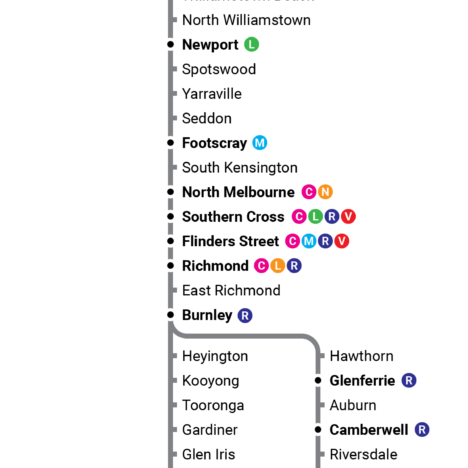 North Williamstown
Newport L
Spotswood
Yarraville
Seddon
Footscray M
South Kensington
North Melbourne C N
Southern Cross C L R V
Flinders Street C M R V
Richmond C L R
East Richmond
Burnley R
Heyington
Hawthorn
Kooyong
Glenferrie R
Tooronga
Auburn
Gardiner
Camberwell R
Glen Iris
Riversdale